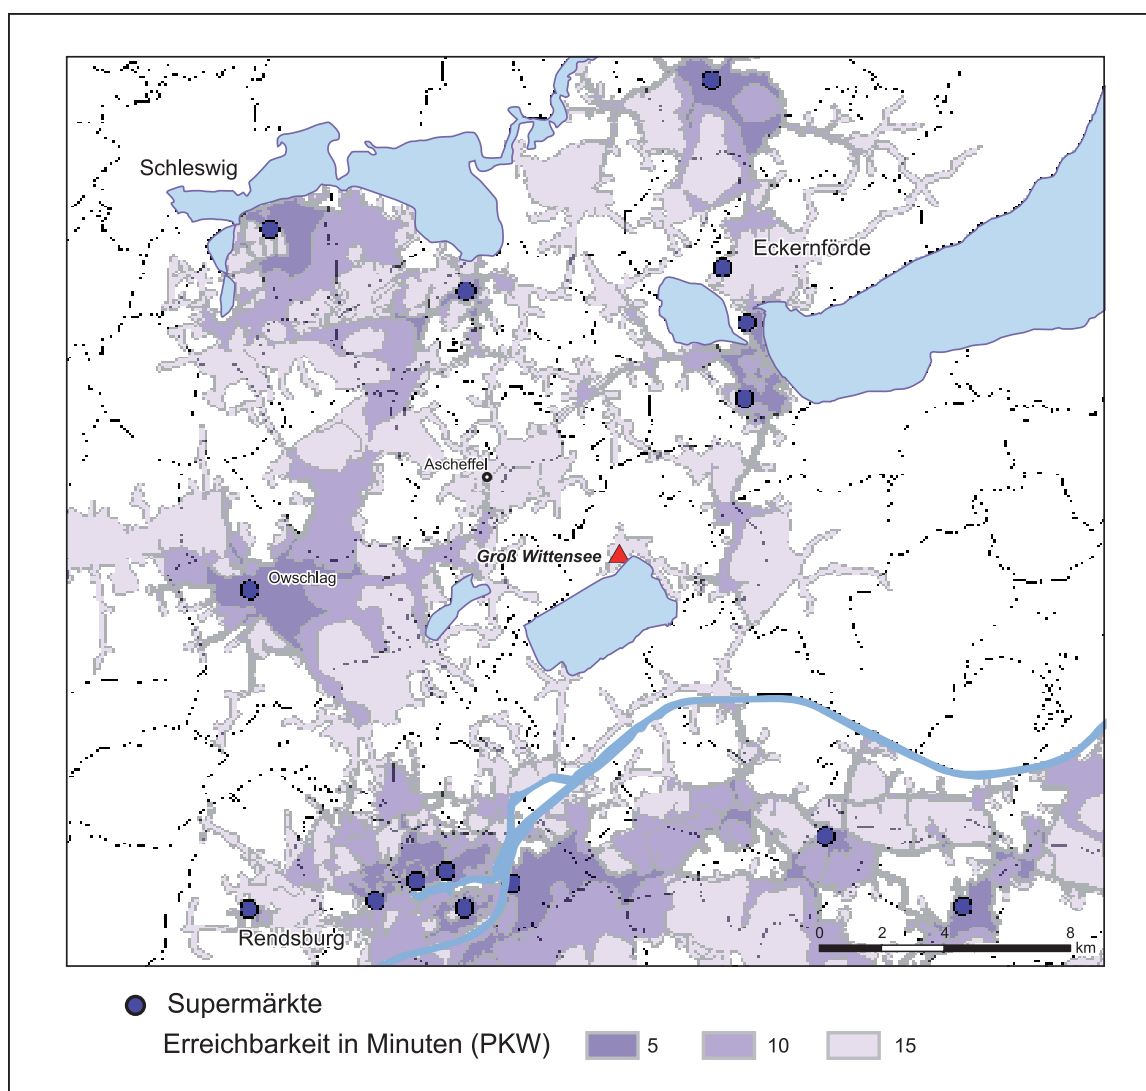 Schleswig
Eckernförde
Ascheffel
Groß Wittensee
Owschlag
Rendsburg
0 2 4 8
km
Supermärkte
Erreichbarkeit in Minuten (PKW) 5 10 15